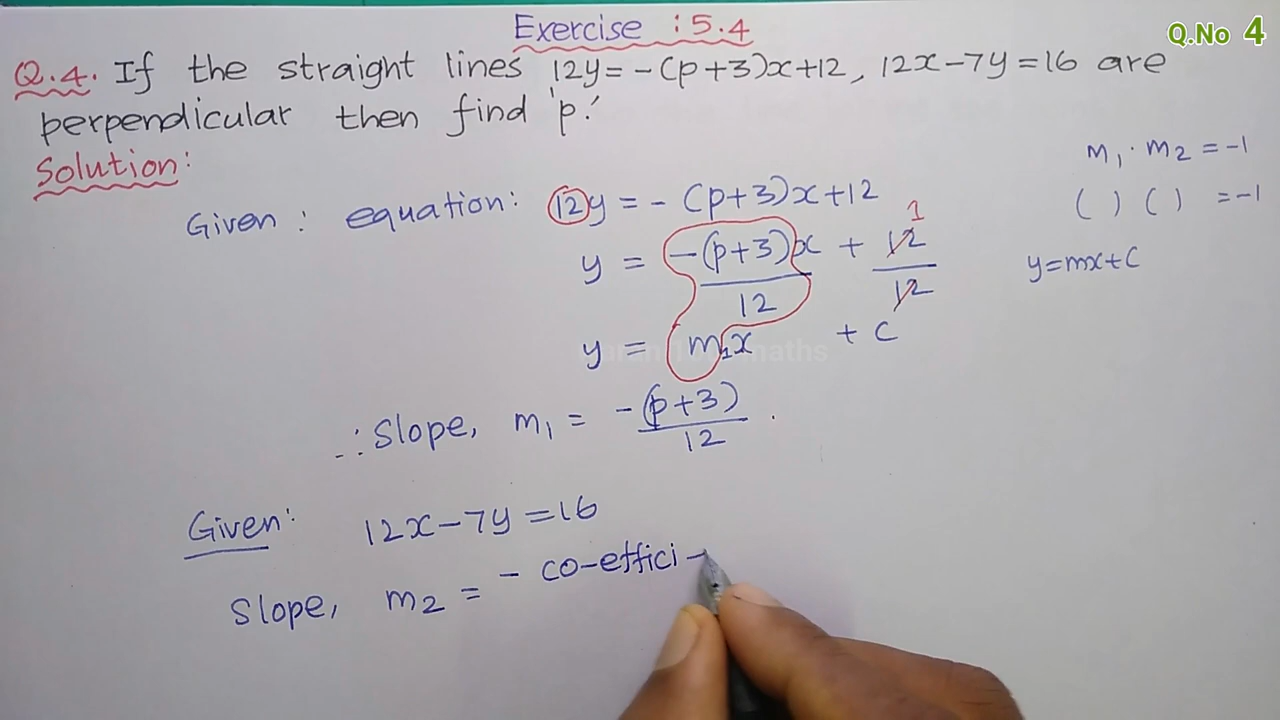 Exercise : 5.4
Q.No 4
Q.4. If the straight lines 12y = -(p+3)x+12, 12x-7y=16 are
perpendicular then find 'p'.
Solution:
m₁ · m₂ = -1
( ) ( ) = -1
Given: equation: 12y = -(p+3)x+12
y = -(p+3)x/12 + 12/12 1
y=mx+c
y = m₁x + c
∴ Slope, m₁ = -(p+3)/12 .
Given: 12x-7y=16
Slope, m₂ = - co-effici